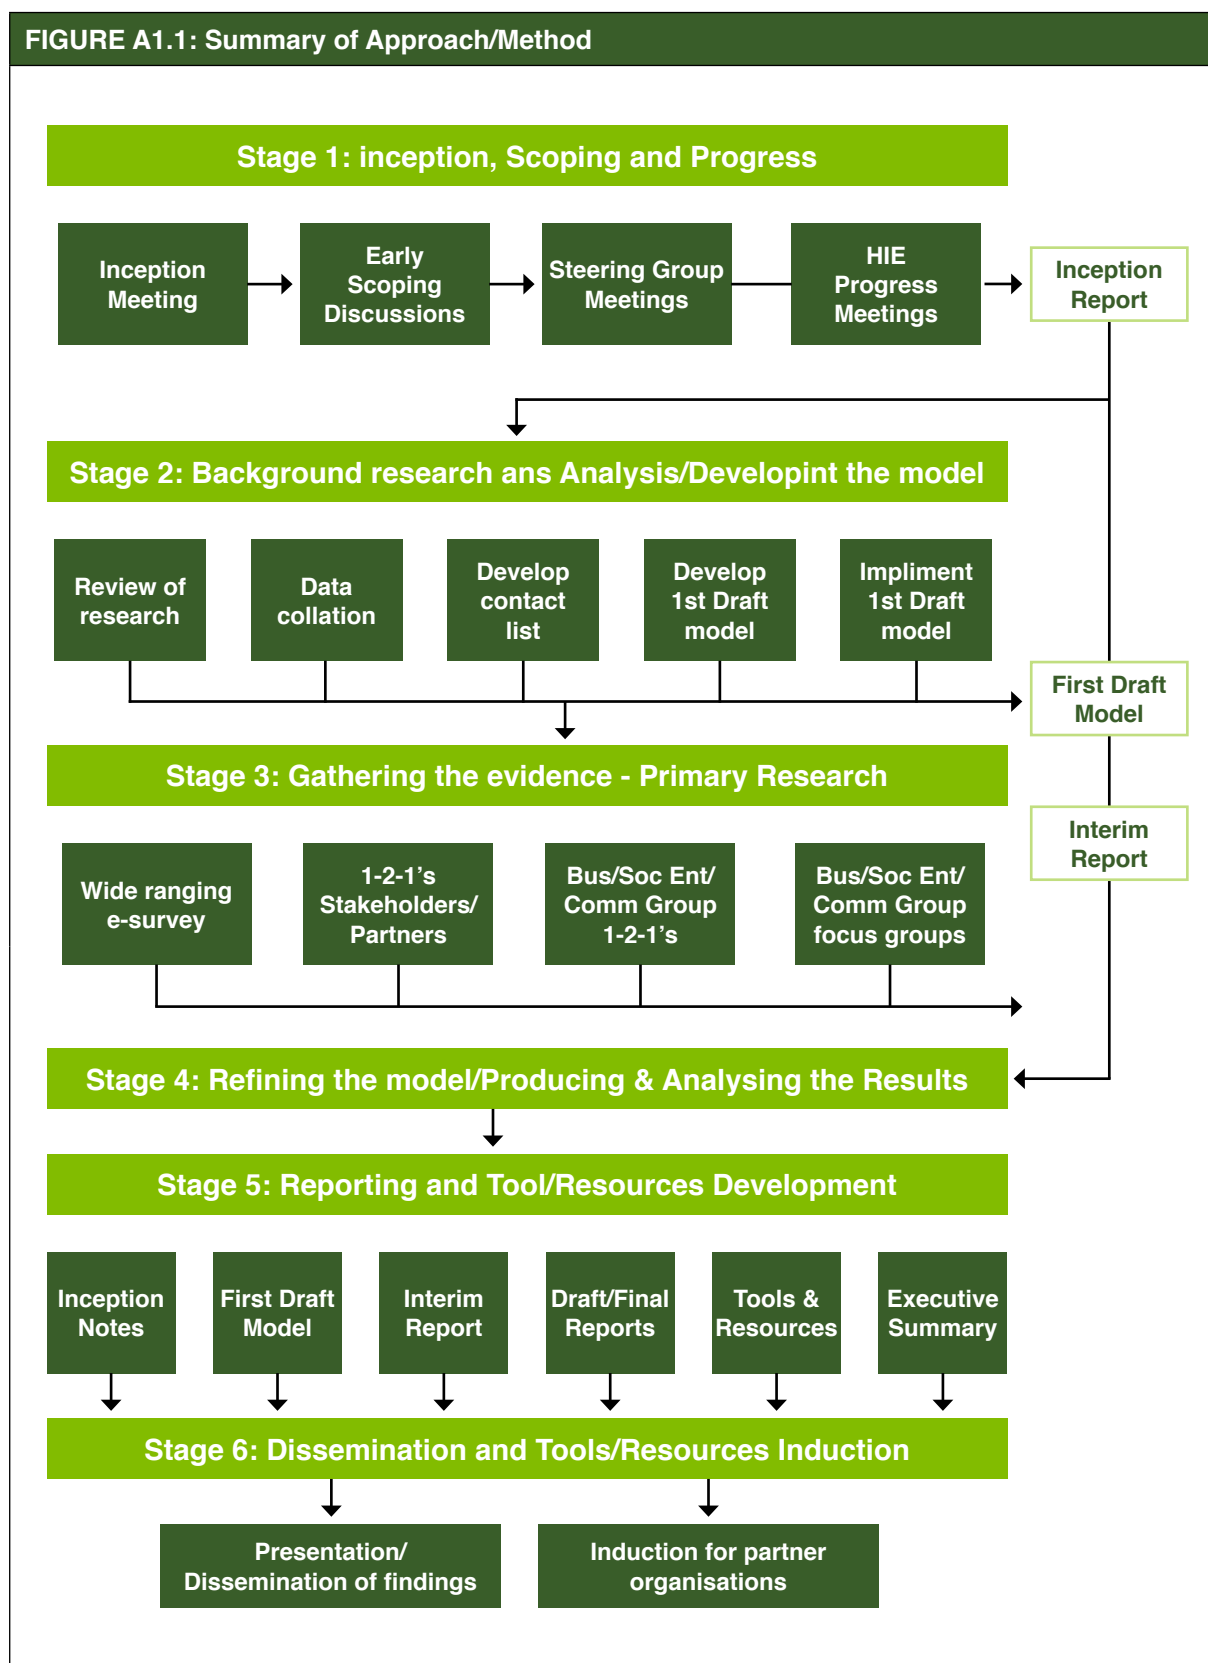 FIGURE A1.1: Summary of Approach/Method
Stage 1: inception, Scoping and Progress
Inception
Meeting
Early
Scoping
Discussions
Steering Group
Meetings
HIE
Progress
Meetings
Inception
Report
Stage 2: Background research ans Analysis/Developint the model
Review of
research
Data
collation
Develop
contact
list
Develop
1st Draft
model
Impliment
1st Draft
model
First Draft
Model
Stage 3: Gathering the evidence - Primary Research
Interim
Report
Wide ranging
e-survey
1-2-1's
Stakeholders/
Partners
Bus/Soc Ent/
Comm Group
1-2-1's
Bus/Soc Ent/
Comm Group
focus groups
Stage 4: Refining the model/Producing & Analysing the Results
Stage 5: Reporting and Tool/Resources Development
Inception
Notes
First Draft
Model
Interim
Report
Draft/Final
Reports
Tools &
Resources
Executive
Summary
Stage 6: Dissemination and Tools/Resources Induction
Presentation/
Dissemination of findings
Induction for partner
organisations